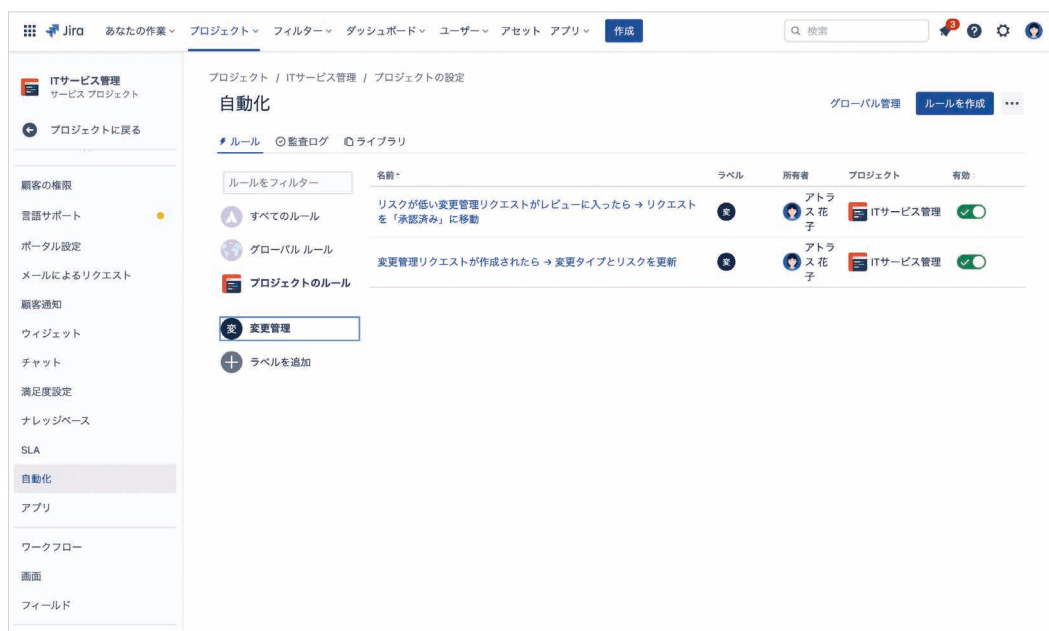 Jira あなたの作業 プロジェクト フィルター ダッシュボード ユーザー アセット アプリ 作成 検索 3
ITサービス管理
サービス プロジェクト
プロジェクトに戻る
顧客の権限
言語サポート
ポータル設定
メールによるリクエスト
顧客通知
ウィジェット
チャット
満足度設定
ナレッジベース
SLA
自動化
アプリ
ワークフロー
画面
フィールド
プロジェクト / ITサービス管理 / プロジェクトの設定
自動化
グローバル管理 ルールを作成
ルール 監査ログ ライブラリ
ルールをフィルター
すべてのルール
グローバル ルール
プロジェクトのルール
変 変更管理
ラベルを追加
名前 ラベル 所有者 プロジェクト 有効
リスクが低い変更管理リクエストがレビューに入ったら → リクエスト
を「承認済み」に移動
変
アトラ
ス 花
子
ITサービス管理
変更管理リクエストが作成されたら → 変更タイプとリスクを更新
変
アトラ
ス 花
子
ITサービス管理